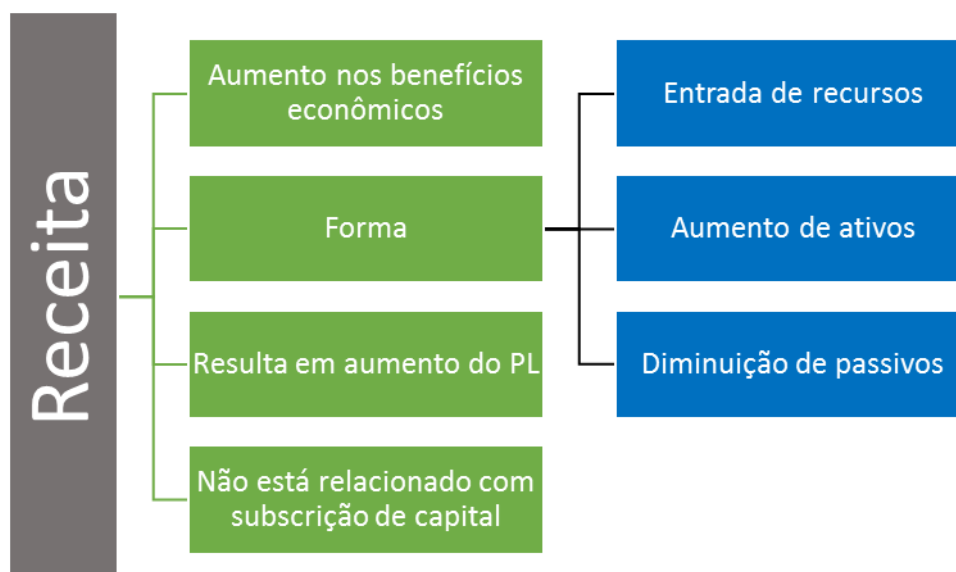 Receita
Aumento nos benefícios
econômicos
Forma
Resulta em aumento do PL
Não está relacionado com
subscrição de capital
Entrada de recursos
Aumento de ativos
Diminuição de passivos